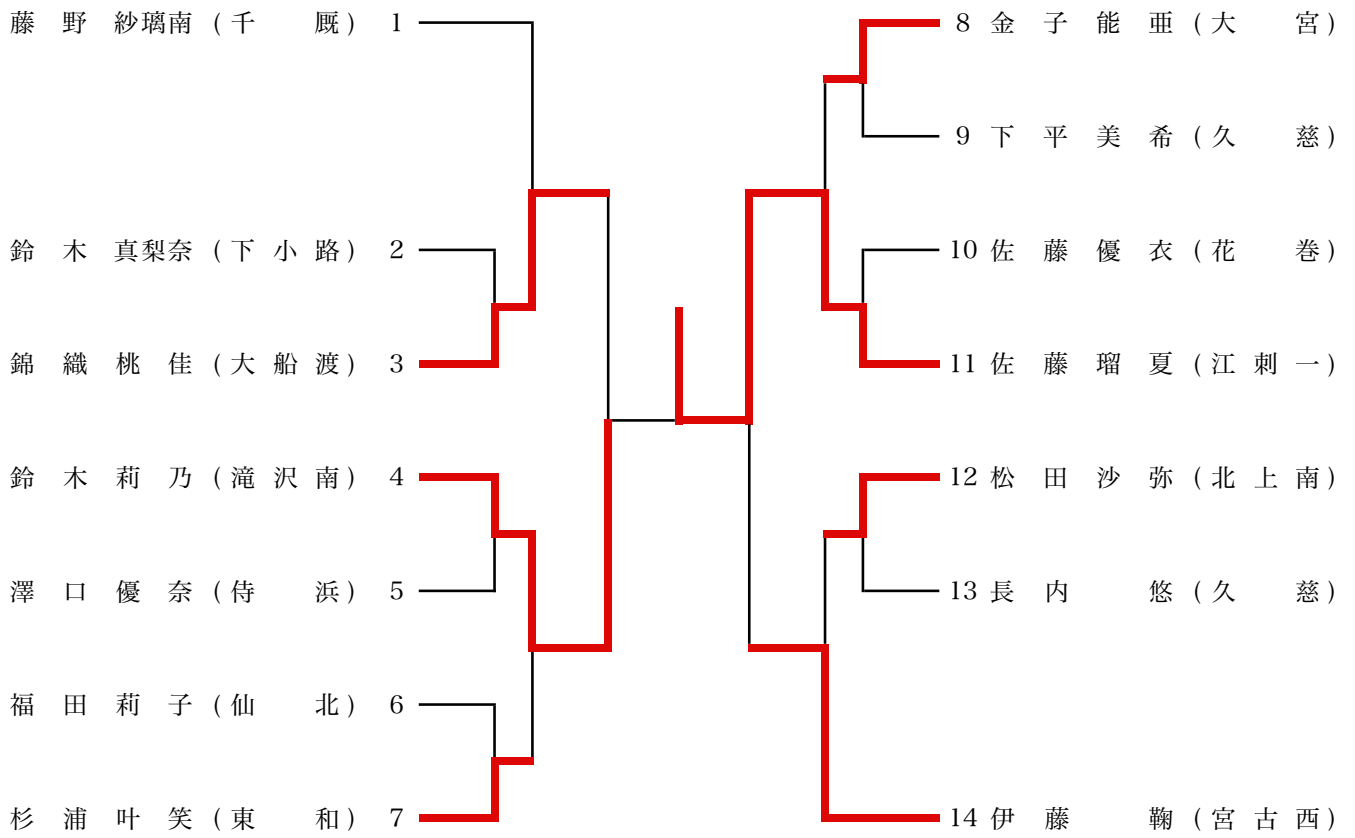 藤野紗璃南(千厩) 1
鈴木真梨奈(下小路) 2
錦織桃佳(大船渡) 3
鈴木莉乃(滝沢南) 4
澤口優奈(侍浜) 5
福田莉子(仙北) 6
杉浦叶笑(東和) 7
8 金子能亜(大宮)
9 下平美希(久慈)
10 佐藤優衣(花巻)
11 佐藤瑠夏(江刺一)
12 松田沙弥(北上南)
13 長内悠(久慈)
14 伊藤鞠(宮古西)